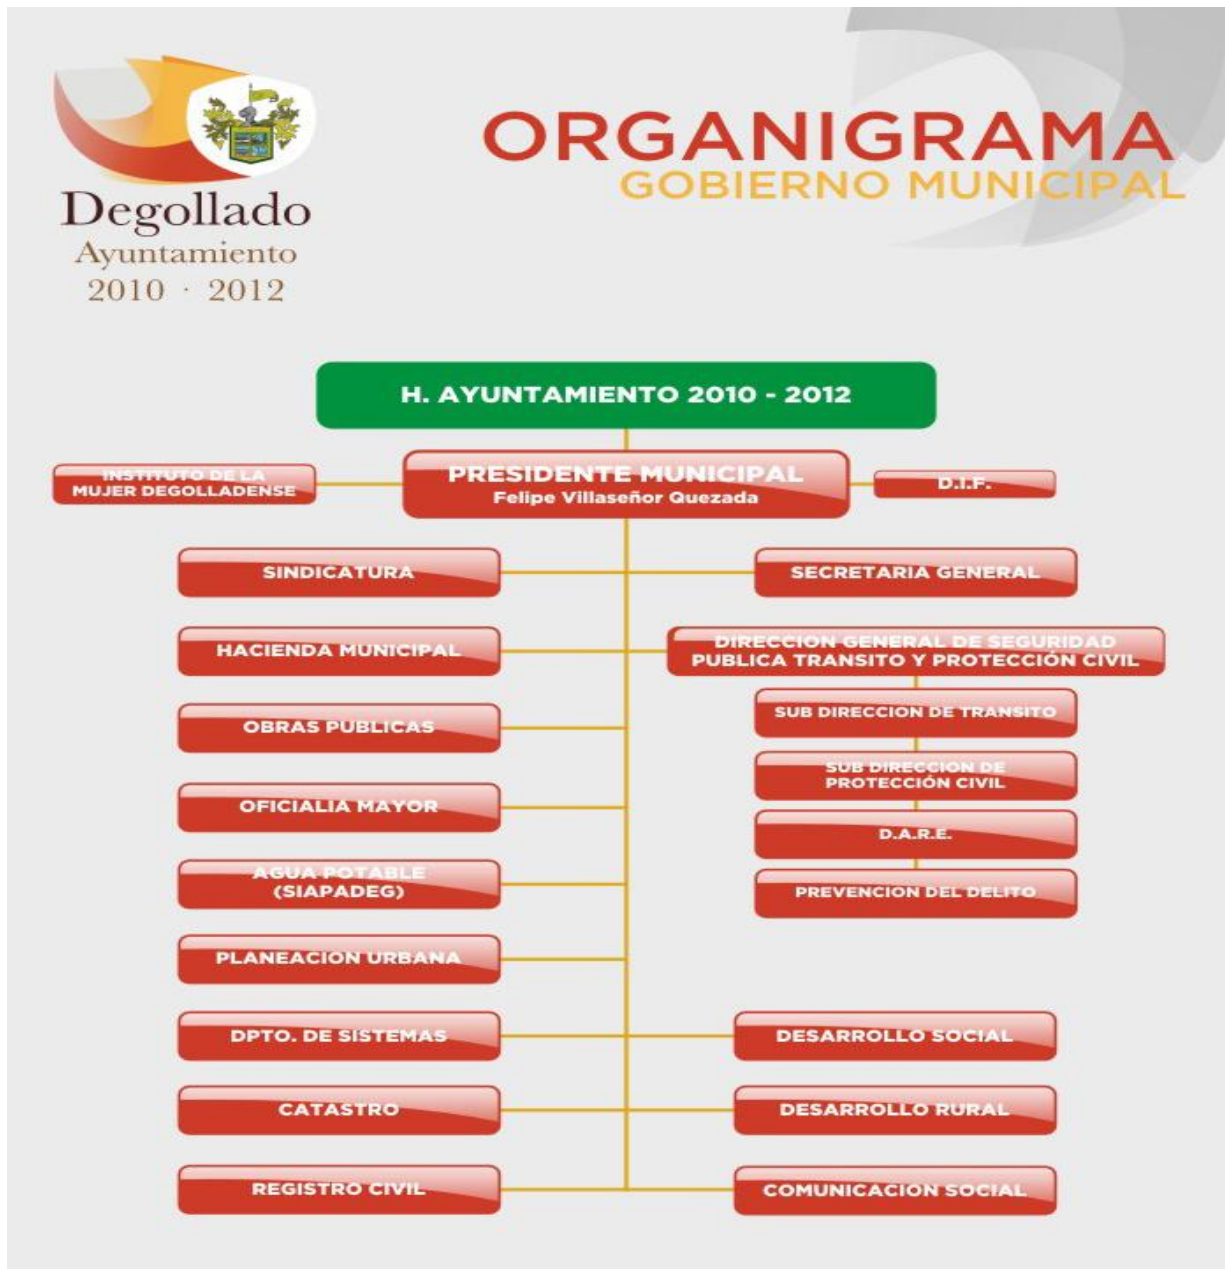 Degollado
Ayuntamiento
2010 · 2012
ORGANIGRAMA
GOBIERNO MUNICIPAL
H. AYUNTAMIENTO 2010 - 2012
INSTITUTO DE LA
MUJER DEGOLLADENSE
PRESIDENTE MUNICIPAL
Felipe Villaseñor Quezada
D.I.F.
SINDICATURA
SECRETARIA GENERAL
HACIENDA MUNICIPAL
DIRECCION GENERAL DE SEGURIDAD
PUBLICA TRANSITO Y PROTECCIÓN CIVIL
OBRAS PUBLICAS
SUB DIRECCION DE TRANSITO
SUB DIRECCION DE
PROTECCIÓN CIVIL
OFICIALIA MAYOR
D.A.R.E.
AGUA POTABLE
(SIAPADEG)
PREVENCION DEL DELITO
PLANEACION URBANA
DPTO. DE SISTEMAS
DESARROLLO SOCIAL
CATASTRO
DESARROLLO RURAL
REGISTRO CIVIL
COMUNICACION SOCIAL